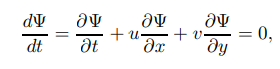 dΨ/dt = ∂Ψ/∂t + u ∂Ψ/∂x + v ∂Ψ/∂y = 0,